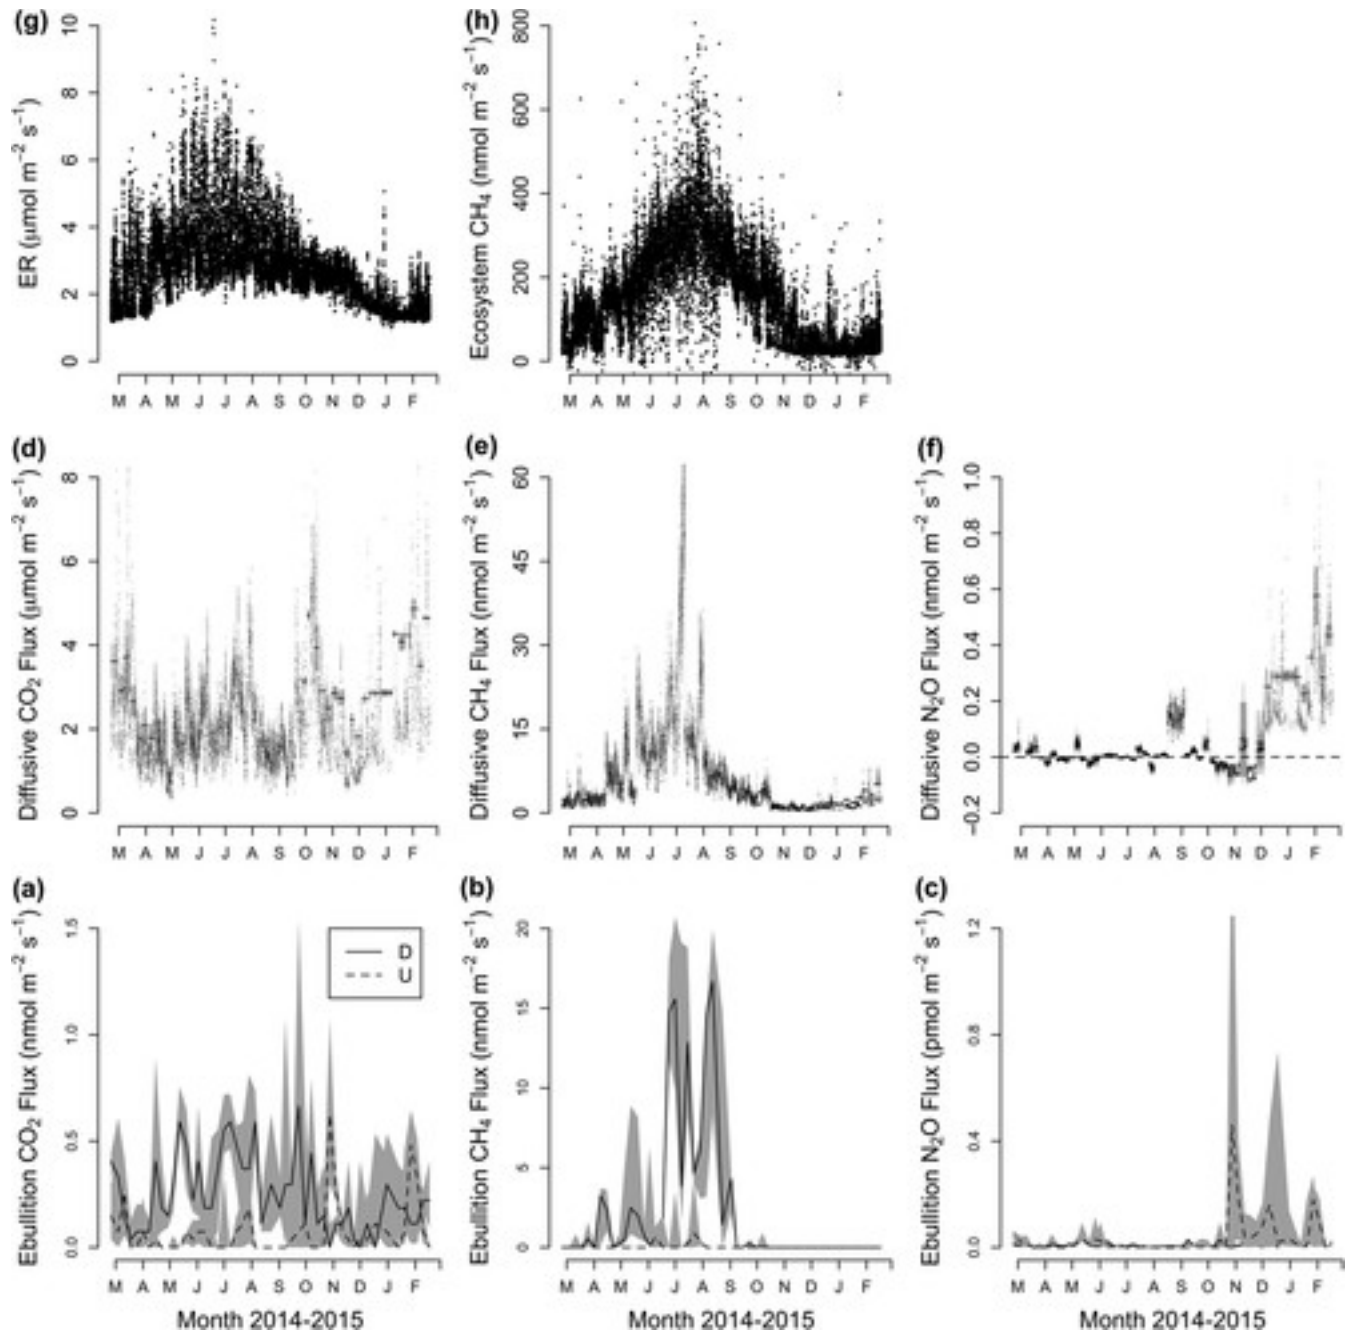 (g)
ER (μmol m−2 s−1)
10
8
6
4
2
0
M A M J J A S O N D J F
(h)
Ecosystem CH4 (nmol m−2 s−1)
800
600
400
200
0
M A M J J A S O N D J F
(d)
Diffusive CO2 Flux (μmol m−2 s−1)
8
6
4
2
0
M A M J J A S O N D J F
(e)
Diffusive CH4 Flux (nmol m−2 s−1)
60
45
30
15
0
M A M J J A S O N D J F
(f)
Diffusive N2O Flux (nmol m−2 s−1)
1.0
0.8
0.6
0.4
0.2
0.0
−0.2
M A M J J A S O N D J F
(a)
Ebullition CO2 Flux (nmol m−2 s−1)
1.5
1.0
0.5
0.0
D
U
M A M J J A S O N D J F
Month 2014-2015
(b)
Ebullition CH4 Flux (nmol m−2 s−1)
20
15
10
5
0
M A M J J A S O N D J F
Month 2014-2015
(c)
Ebullition N2O Flux (pmol m−2 s−1)
1.2
0.8
0.4
0.0
M A M J J A S O N D J F
Month 2014-2015